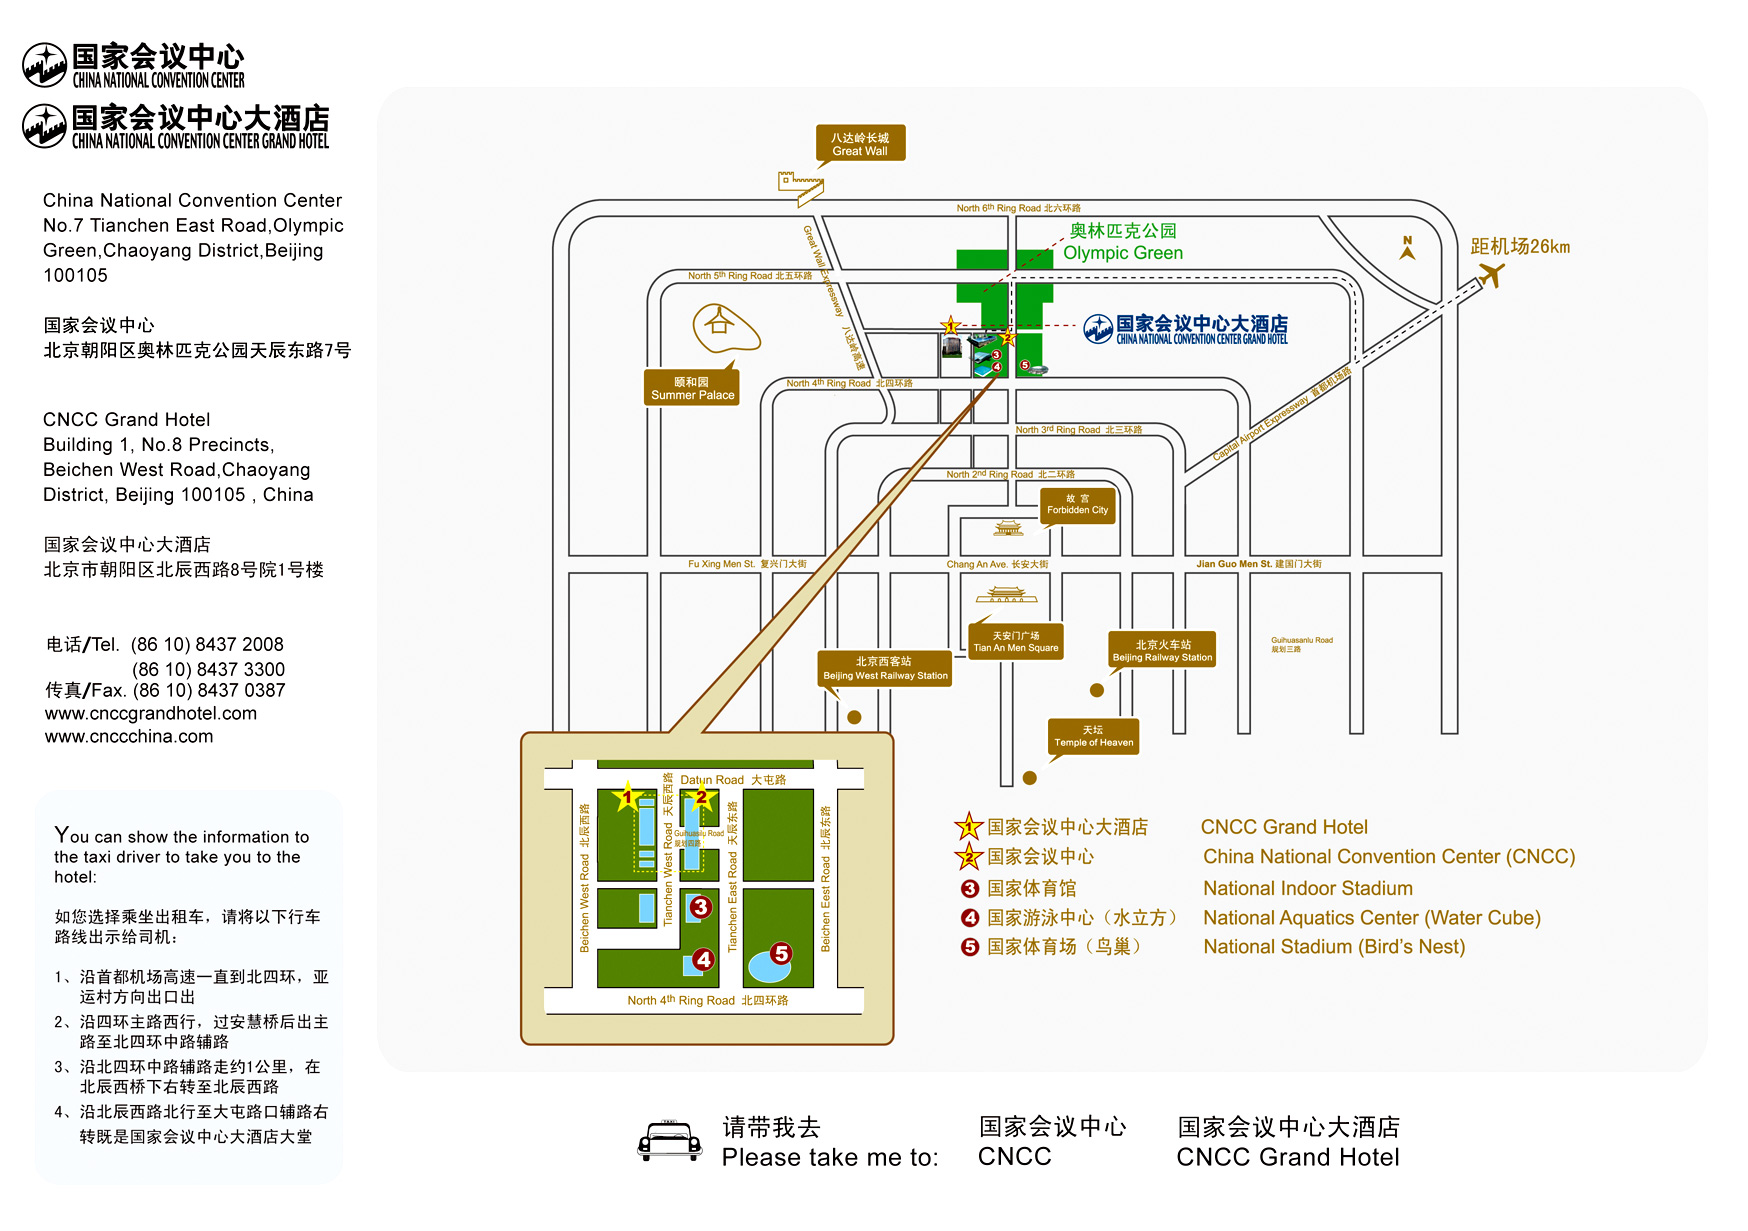 国家会议中心
CHINA NATIONAL CONVENTION CENTER
国家会议中心大酒店
CHINA NATIONAL CONVENTION CENTER GRAND HOTEL
China National Convention Center
No.7 Tianchen East Road,Olympic
Green,Chaoyang District,Beijing
100105
国家会议中心
北京朝阳区奥林匹克公园天辰东路7号
CNCC Grand Hotel
Building 1, No.8 Precincts,
Beichen West Road,Chaoyang
District, Beijing 100105 , China
国家会议中心大酒店
北京市朝阳区北辰西路8号院1号楼
电话/Tel. (86 10) 8437 2008
(86 10) 8437 3300
传真/Fax. (86 10) 8437 0387
www.cnccgrandhotel.com
www.cnccchina.com
You can show the information to
the taxi driver to take you to the
hotel:
如您选择乘坐出租车，请将以下行车
路线出示给司机：
1、沿首都机场高速一直到北四环，亚
运村方向出口出
2、沿四环主路西行，过安慧桥后出主
路至北四环中路辅路
3、沿北四环中路辅路走约1公里，在
北辰西桥下右转至北辰西路
4、沿北辰西路北行至大屯路口辅路右
转既是国家会议中心大酒店大堂
八达岭长城
Great Wall
North 6th Ring Road 北六环路
奥林匹克公园
Olympic Green
N
距机场26km
Great Wall Expressway 八达岭高速
North 5th Ring Road 北五环路
1
国家会议中心大酒店
CHINA NATIONAL CONVENTION CENTER GRAND HOTEL
2
3
4
5
颐和园
Summer Palace
North 4th Ring Road 北四环路
Capital Airport Expressway 首都机场路
North 3rd Ring Road 北三环路
North 2nd Ring Road 北二环路
故 宫
Forbidden City
Fu Xing Men St. 复兴门大街
Chang An Ave. 长安大街
Jian Guo Men St. 建国门大街
天安门广场
Tian An Men Square
北京火车站
Beijing Railway Station
Guihuasanlu Road
规划三路
北京西客站
Beijing West Railway Station
天坛
Temple of Heaven
Datun Road 大屯路
1
2
Beichen West Road 北辰西路
Tianchen West Road 天辰西路
Guihuasilu Road
规划四路
Tianchen East Road 天辰东路
Beichen East Road 北辰东路
3
4
5
North 4th Ring Road 北四环路
1 国家会议中心大酒店 CNCC Grand Hotel
2 国家会议中心 China National Convention Center (CNCC)
3 国家体育馆 National Indoor Stadium
4 国家游泳中心（水立方） National Aquatics Center (Water Cube)
5 国家体育场（鸟巢） National Stadium (Bird's Nest)
TAXI
请带我去 国家会议中心 国家会议中心大酒店
Please take me to: CNCC CNCC Grand Hotel